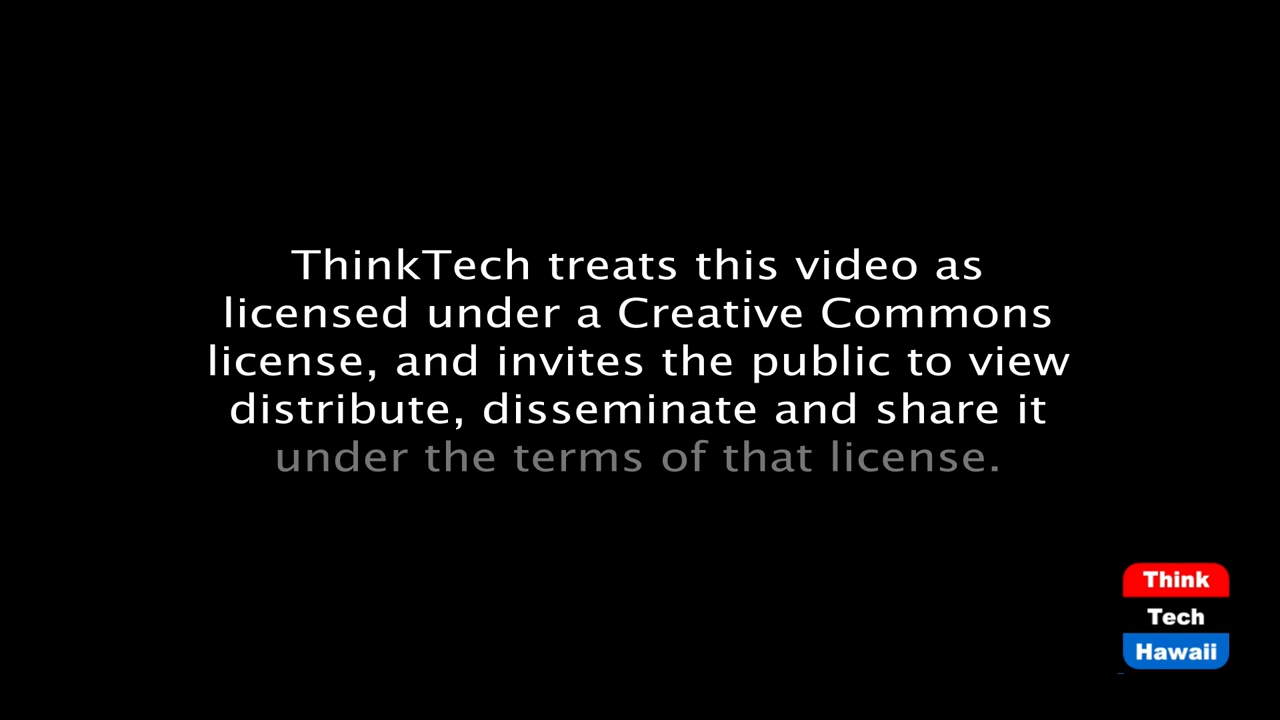 ThinkTech treats this video as
licensed under a Creative Commons
license, and invites the public to view
distribute, disseminate and share it
under the terms of that license.
Think
Tech
Hawaii